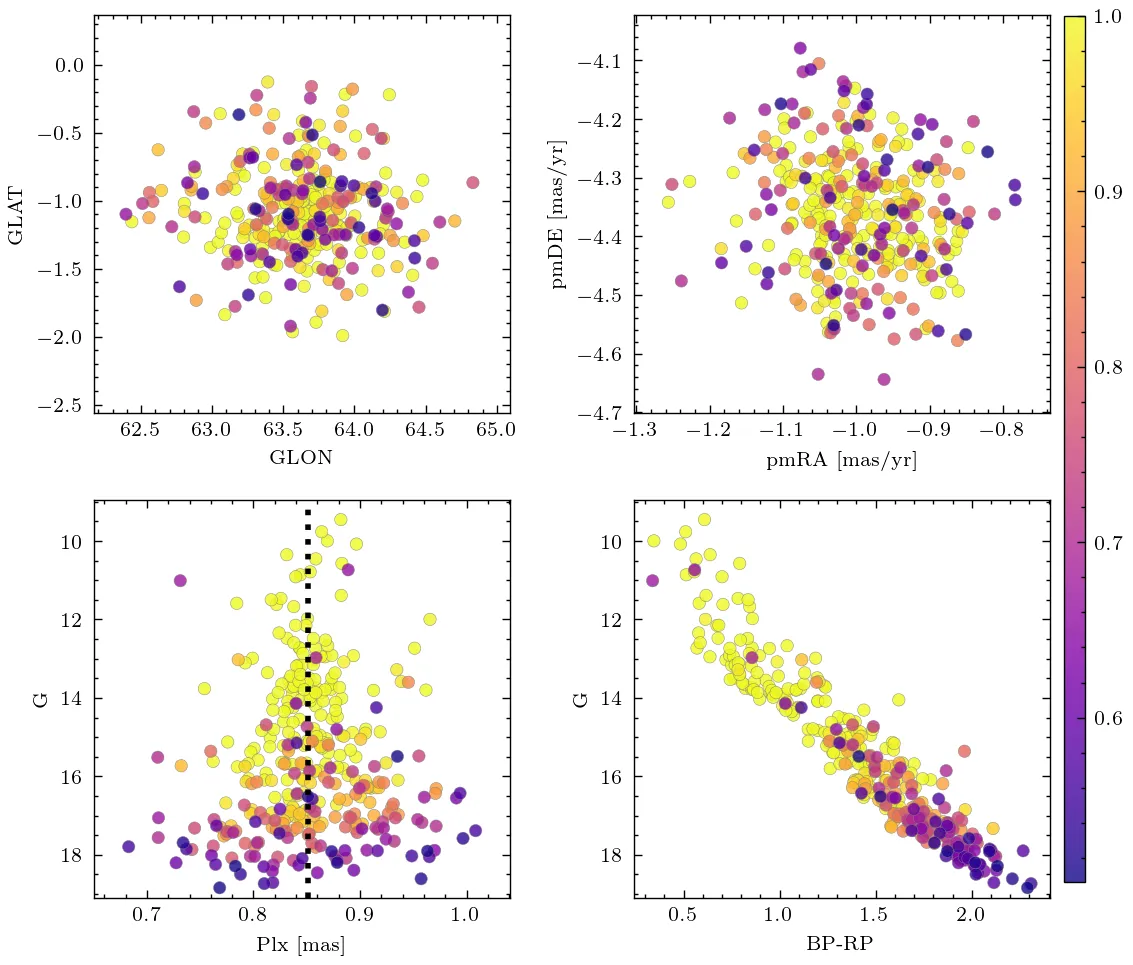 0.0
−0.5
−1.0
−1.5
−2.0
−2.5
GLAT
62.5 63.0 63.5 64.0 64.5 65.0
GLON
−4.1
−4.2
−4.3
−4.4
−4.5
−4.6
−4.7
pmDE [mas/yr]
−1.3 −1.2 −1.1 −1.0 −0.9 −0.8
pmRA [mas/yr]
1.0
0.9
0.8
0.7
0.6
10
12
14
16
18
G
0.7 0.8 0.9 1.0
Plx [mas]
10
12
14
16
18
G
0.5 1.0 1.5 2.0
BP-RP